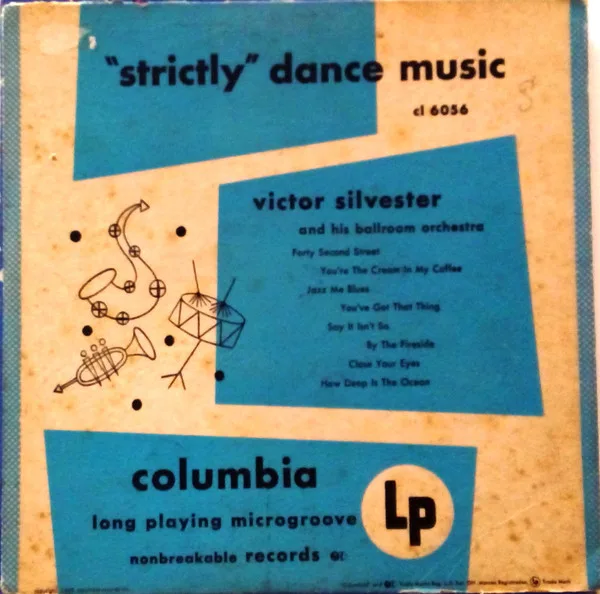 "strictly" dance music
cl 6056
victor silvester
and his ballroom orchestra
Forty Second Street
You're The Cream In My Coffee
Jazz Me Blues
You've Got That Thing
Say It Isn't So
By The Fireside
Close Your Eyes
How Deep Is The Ocean
columbia
long playing microgroove
nonbreakable records
Lp
Trade Mark